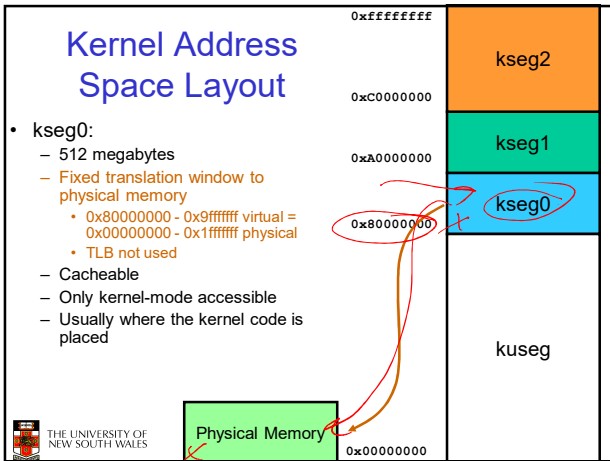 Kernel Address
Space Layout
• kseg0:
– 512 megabytes
– Fixed translation window to
physical memory
• 0x80000000 - 0x9fffffff virtual =
0x00000000 - 0x1fffffff physical
• TLB not used
– Cacheable
– Only kernel-mode accessible
– Usually where the kernel code is
placed
0xffffffff
kseg2
0xC0000000
kseg1
0xA0000000
kseg0
0x80000000
kuseg
Physical Memory
0x00000000
THE UNIVERSITY OF
NEW SOUTH WALES